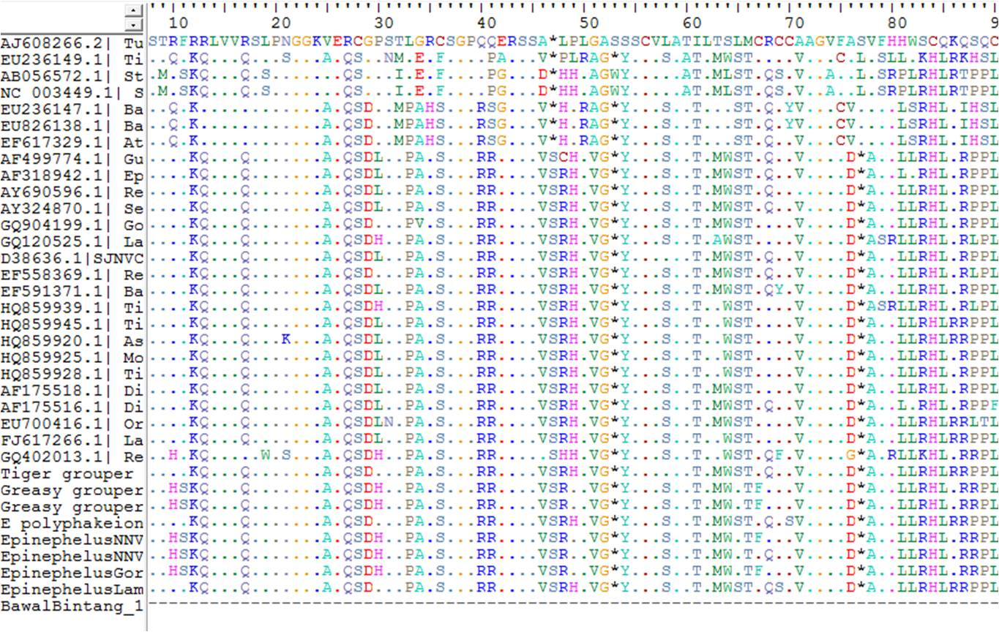 10 20 30 40 50 60 70 80 9
AJ608266.2| Tu STRFRRLVVRSLPNGGKVERCGPSTLGRCSGPQQERSSA*LPLGASSSCVLATILTSLMCRCCAAGVFASVFHHWSCQKQSQC
EU236149.1| Ti ..Q.KQ...Q...S...A.QS..NM.E.F....PA...V*PLRAG*Y...S.AT.MWST....V...C.L.SLL.KHLRKHSL
AB056572.1| St .M.SKQ...Q.S.......QS...I.E.F....PG...D*HH.AGWY.....AT.MLST.QS.V..A..L.SRPLRHLRTPPL
NC 003449.1| S .M.SKQ...Q.S.......QS...I.E.F....PG...D*HH.AGWY.....AT.MLST.QS.V..A..L.SRPLRHLRTPPL
EU236147.1| Ba ..Q.K............A.QSD..MPAHS...RSG...V*H.RAG*Y...S......ST.Q.YV...CV....LSRHL.IHSL
EU826138.1| Ba ..Q.K............A.QSD..MPAHS...RSG...V*H.RAG*Y...S......ST.Q.YV...CV....LSRHL.IHSL
EF617329.1| At ..Q.K............A.QSD..MPAHS...RSG...V*H.RAG*Y...S......ST.Q..V...CV....LSRHL.IHSL
AF499774.1| Gu ....KQ...Q.......A.QSDL..PA.S...RR....VSCH.VG*Y...S..T.MWST.Q..V....D*A..LLRHL.RPPL
AF318942.1| Ep ....KQ...Q.......A.QSDL..PA.S...RR....VSRH.VG*Y...S..T.MWST.Q..V....D*A..L.RHL.RPPL
AY690596.1| Re ....KQ...Q.......A.QSDL..PA.S...RR....VSRH.VG*Y...S..T.MWST.Q..V....D*A..LLRHL.RPPL
AY324870.1| Se ....KQ...Q.......A.QSDL..PA.S...RR....VSRH.VG*Y...S..T.MWST.Q..V....D*A..LLRHL.RPPL
GQ904199.1| Go ....KQ...Q.......A.QSD...PV.S...RR....VSRH.VG*Y...S..T.MWST....V....D*A..LLRHL.RPPL
GQ120525.1| La ....KQ...Q.......A.QSDH..PA.S...RR....VSRH.VG*Y...S..T.AWST....V....D*ASRLLRHL.RLPL
D38636.1|SJNVC ....KQ...Q.......A.QSDL..PA.S...RR....VSRH.VG*Y......T.MWST.Q..V....D*A..LLRHL.RPPL
EF558369.1| Re ....KQ...Q.......A.QSD...PA.S...RR....VSRH.VG*Y...S..T.MWST.Q..V....D*A..LLRHL.RLPL
EF591371.1| Ba ....KQ...Q.......A.QSDL..PA.S...RR....VSRH.VG*Y...S..T.MWST.QY.V....D*A..LLRHL.RPPL
HQ859939.1| Ti ....KQ...Q.......A.QSDH..PA.S...RR....VSRH.VG*Y...S..T..WST....V....D*ASRLLRHL.RLPL
HQ859945.1| Ti ....KQ...Q.......A.QSDL..PA.S...RR....VSRH.VG*Y...S..T..WST....V....D*A..LLRHLRRPPL
HQ859920.1| As ....KQ...Q...K...A.QSDL..PA.S...RR....VSRH.VG*Y...S..T..WST....V....D*A..LLRHLRRPPL
HQ859925.1| Mo ....KQ...Q.......A.QSDL..PA.S...RR....VSRH.VG*Y...S..T..WST....V....D*A..LLRHL.RPPL
HQ859928.1| Ti ....KQ...Q.......A.QSDL..PA.S...RR....VSRH.VG*Y...S..T..WST....V....D*A..LLRHL.RPPL
AF175518.1| Di ....KQ...Q.......A.QSDL..PA.S...RR....VSRH.VG*Y...S..T.MWST....V....D*A..LLRHL.RPPL
AF175516.1| Di ....KQ...Q.......A.QSDL..PA.S...RR....VSRH.VG*Y...S..T.MWST.Q..V....D*A..LLRHL.RPPF
EU700416.1| Or ....KQ...Q.......A.QSDLN.PA.S...RR....VSRH.VG*Y...S..T.MWST....V....D*A..LLRHLRRLTL
FJ617266.1| La ....KQ...Q.......A.QSDL..PA.S...RR....VSRH.VG*Y...S..T..WST....V....D*A..LLRHLRRPPL
GQ402013.1| Re ..H.KQ.....W.S...A.QSDH..PA.S...RR.....SHH.VG*Y...S..T.MWST.QF.V....G*A.RLLKHL.RPPL
Tiger grouper ....KQ...Q.......A.QSD...PA.S...RR....VSRH.VG*Y...S..T..WST....V....D*A..LLRHLRRPPL
Greasy grouper ..HSKQ...Q.......A.QSDH..PA.S...RR....VSR..VG*Y...S..T.MW.TF...V....D*A..LLRHL.RRPL
Greasy grouper ..HSKQ...Q.......A.QSDH..PA.S...RR....VSR..VG*Y...S..T.MW.TF...V....D*A..LLRHL.RRPL
E polyphakeion ....KQ...Q.......A.QSD...PA.S...RR....VSRH.VG*Y...S..T.MWST.Q.SV....D*A..LLRHLRRPPL
EpinephelusNNV ..HSKQ...Q.......A.QSDH..PA.S...RR....VSR..VG*Y...S..T.MW.TF...V....D*A..LLRHL.RRPL
EpinephelusNNV ..HSKQ...Q.......A.QSDH..PA.S...RR....VSR..VG*Y...S..T.MW.T.Q..V....D*A..LLRHL.RRPL
EpinephelusGor ..HSKQ...Q.......A.QSDH..PA.S...RR....VSR..VG*Y...S..T.MW.TF...V....D*A..LLRHL.RRPL
EpinephelusLam ....KQ...Q.......A.QSD...PA.S...RR....VSRH.VG*Y...S..T.MWST.QS.V....D*A..LLRHLRRPPL
BawalBintang_1 -----------------------------------------------------------------------------------